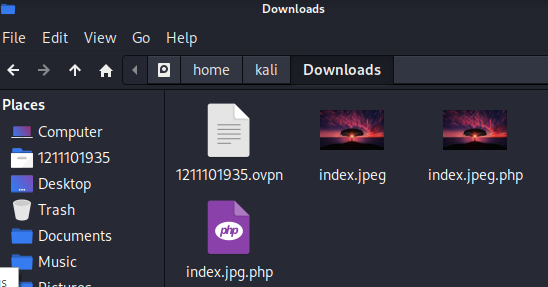 Downloads
File Edit View Go Help
home kali Downloads
Places
Computer
1211101935
Desktop
Trash
Documents
Music
Pictures
1211101935.ovpn index.jpeg index.jpeg.php
php
index.jpg.php